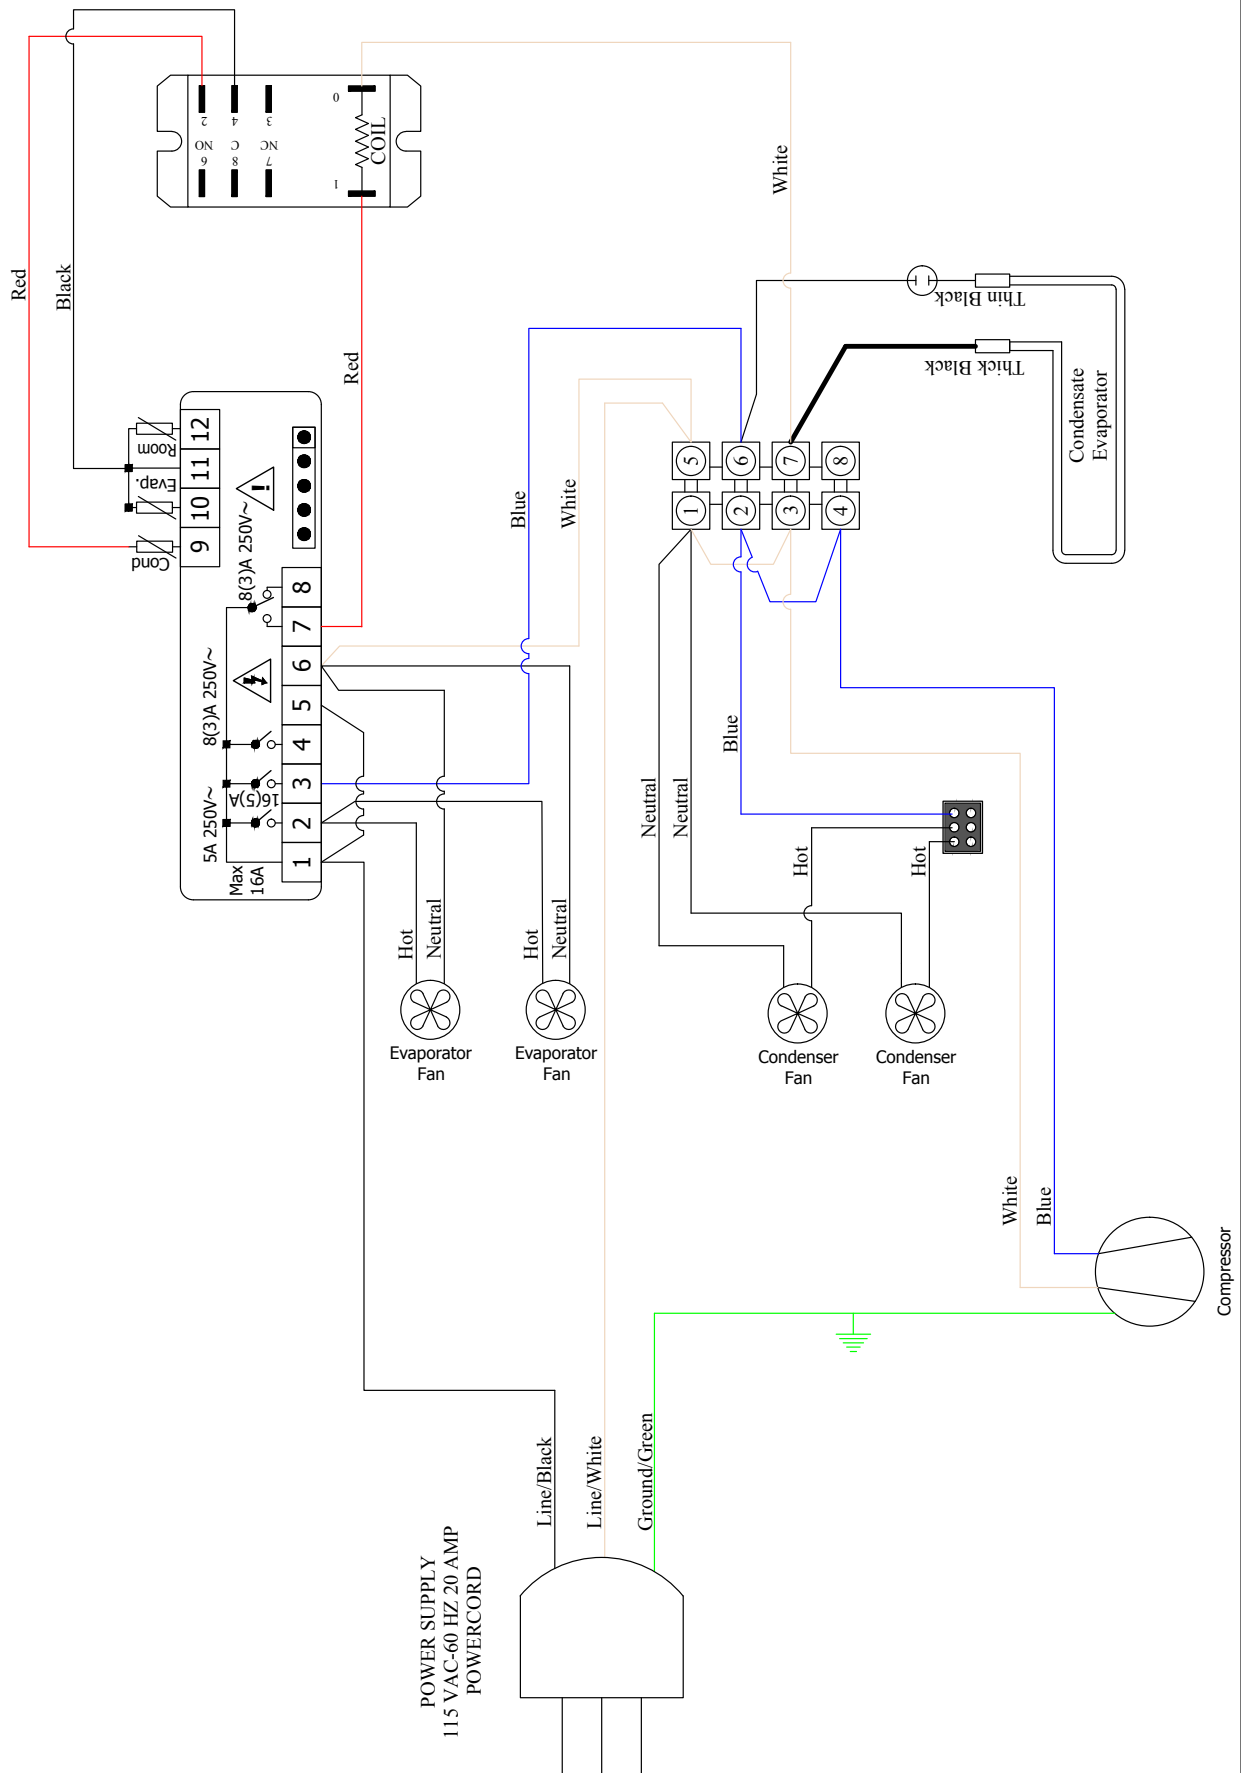 0
COIL
1
2
4
3
NO
C
NC
6
8
7
Red
Black
White
Red
Thin Black
Thick Black
Condensate
Evaporator
Room
Evap.
Cond
12
11
10
9
8(3)A 250V~
8(3)A 250V~
16(5)A
5A 250V~
Max
16A
8
7
6
5
4
3
2
1
Blue
White
5
6
7
8
1
2
3
4
Blue
Neutral
Neutral
Hot
Hot
Hot
Neutral
Hot
Neutral
Evaporator
Fan
Evaporator
Fan
Condenser
Fan
Condenser
Fan
White
Blue
Compressor
Line/Black
Line/White
Ground/Green
POWER SUPPLY
115 VAC-60 HZ 20 AMP
POWERCORD